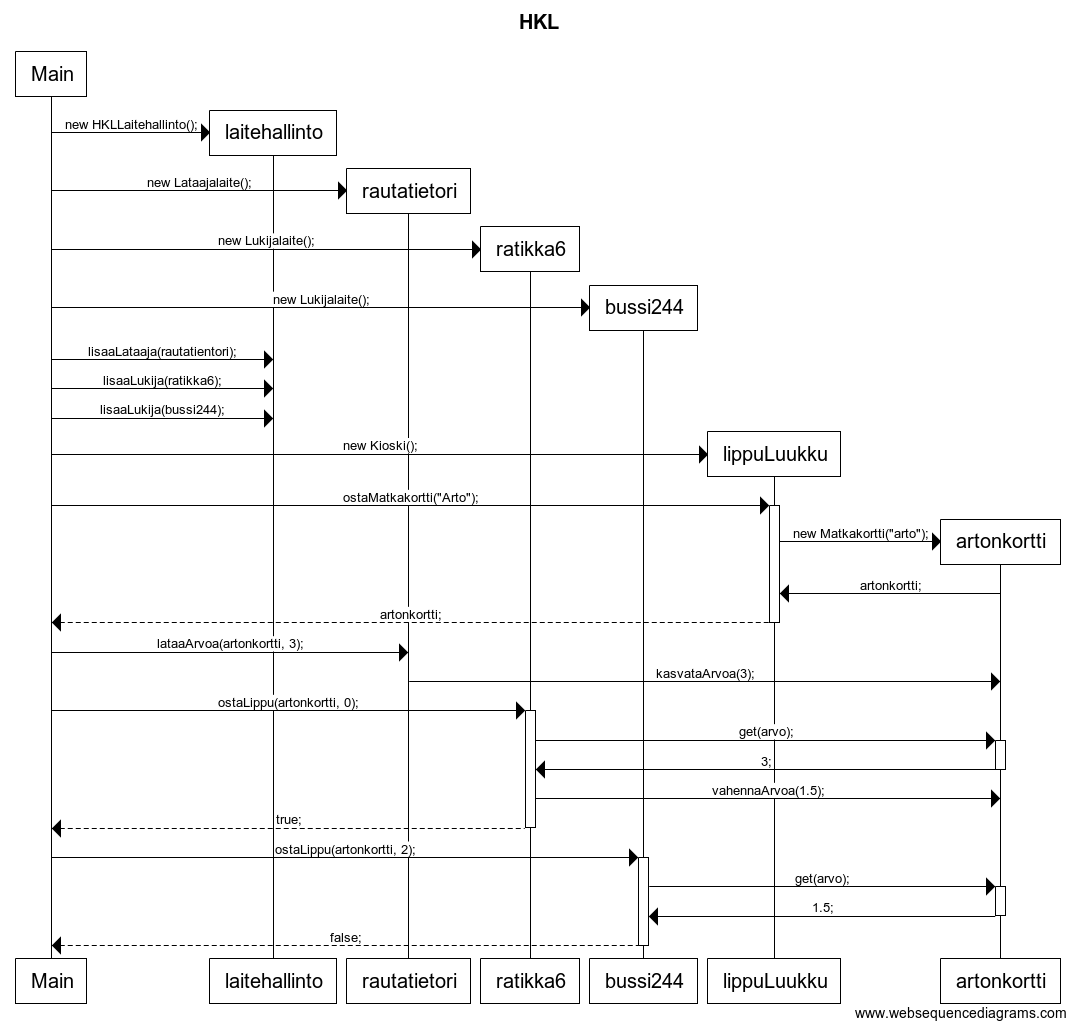 HKL
Main
new HKLLaitehallinto();
laitehallinto
new Lataajalaite();
rautatietori
new Lukijalaite();
ratikka6
new Lukijalaite();
bussi244
lisaaLataaja(rautatientori);
lisaaLukija(ratikka6);
lisaaLukija(bussi244);
new Kioski();
lippuLuukku
ostaMatkakortti("Arto");
new Matkakortti("arto");
artonkortti
artonkortti;
artonkortti;
lataaArvoa(artonkortti, 3);
kasvataArvoa(3);
ostaLippu(artonkortti, 0);
get(arvo);
3;
vahennaArvoa(1.5);
true;
ostaLippu(artonkortti, 2);
get(arvo);
1.5;
false;
Main laitehallinto rautatietori ratikka6 bussi244 lippuLuukku artonkortti
www.websequencediagrams.com